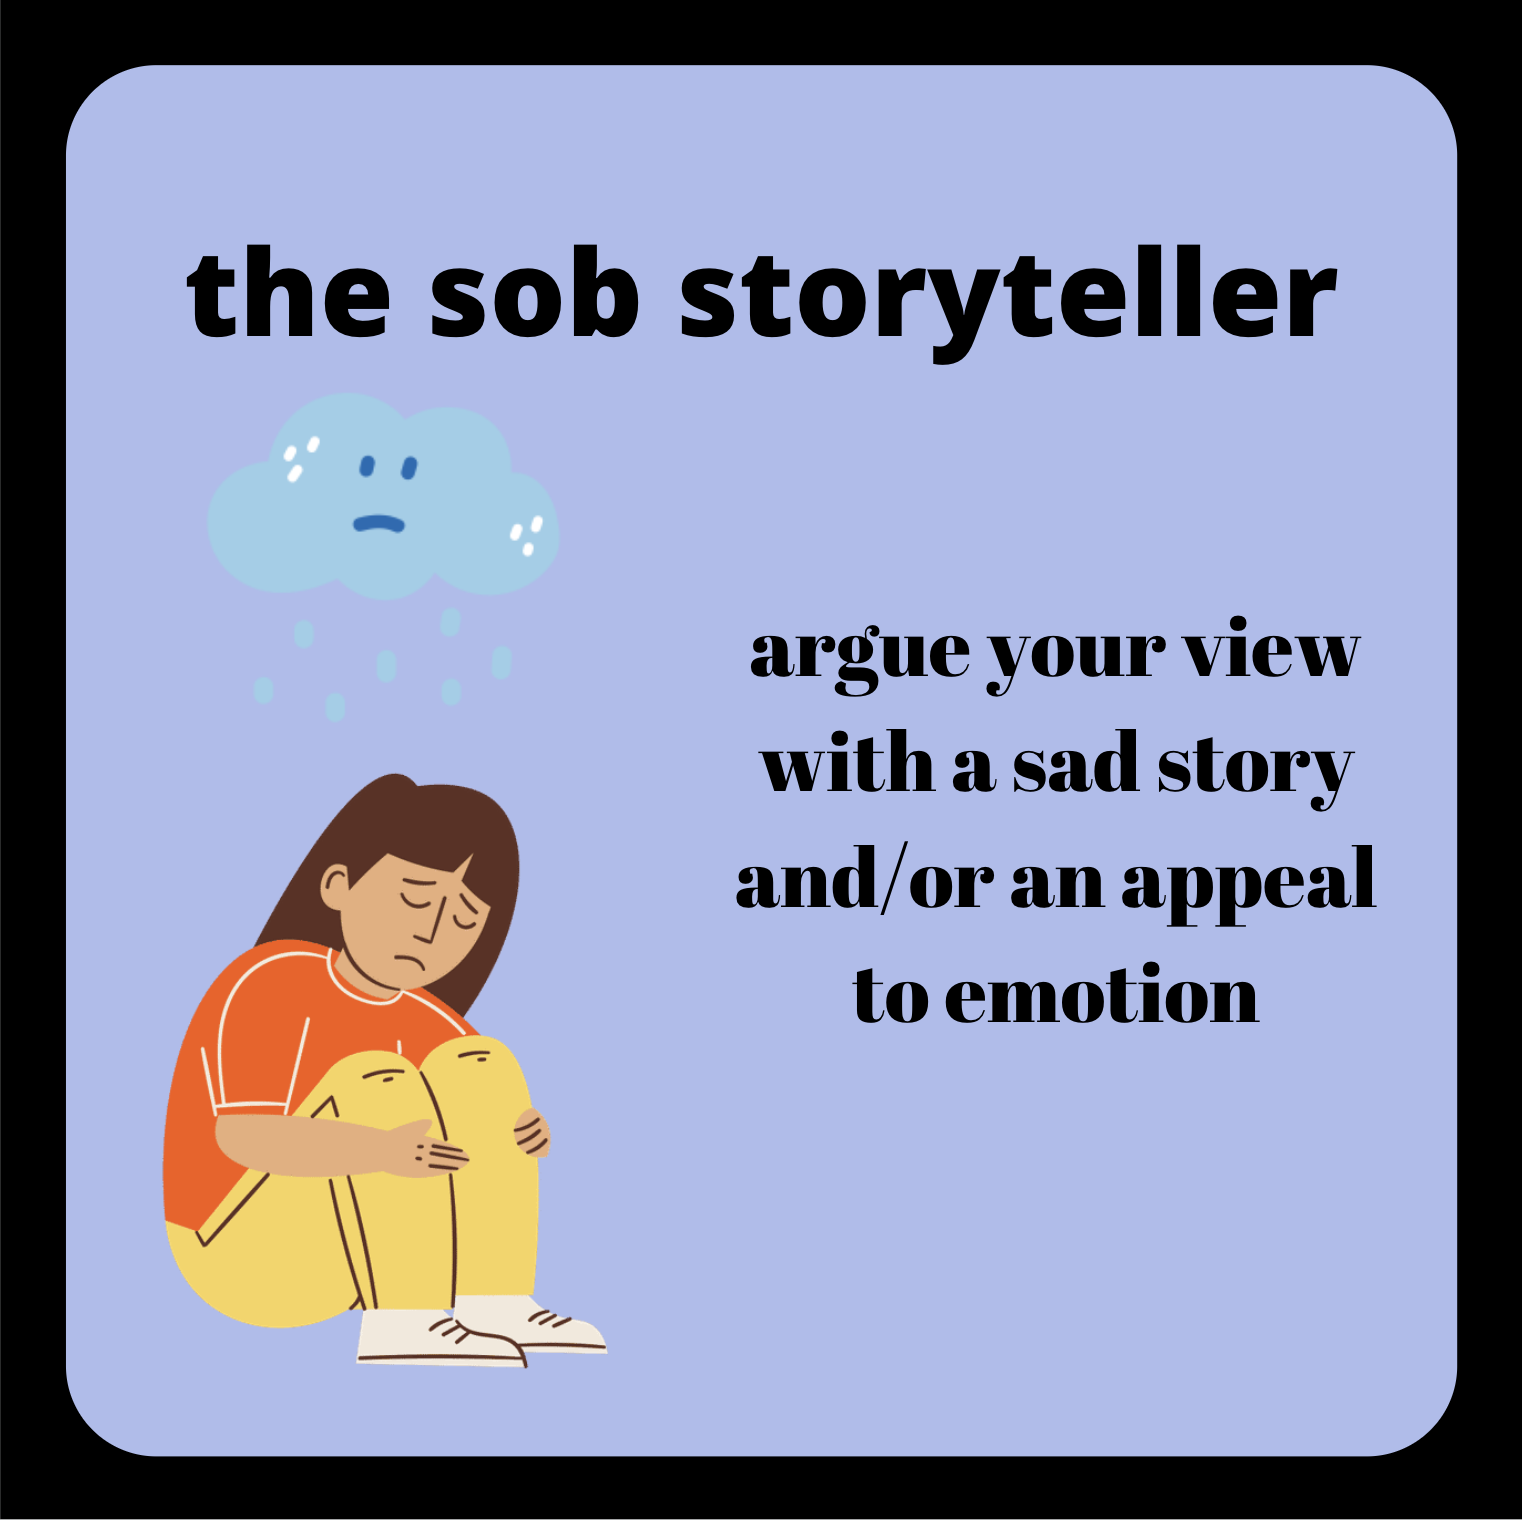 the sob storyteller
argue your view
with a sad story
and/or an appeal
to emotion